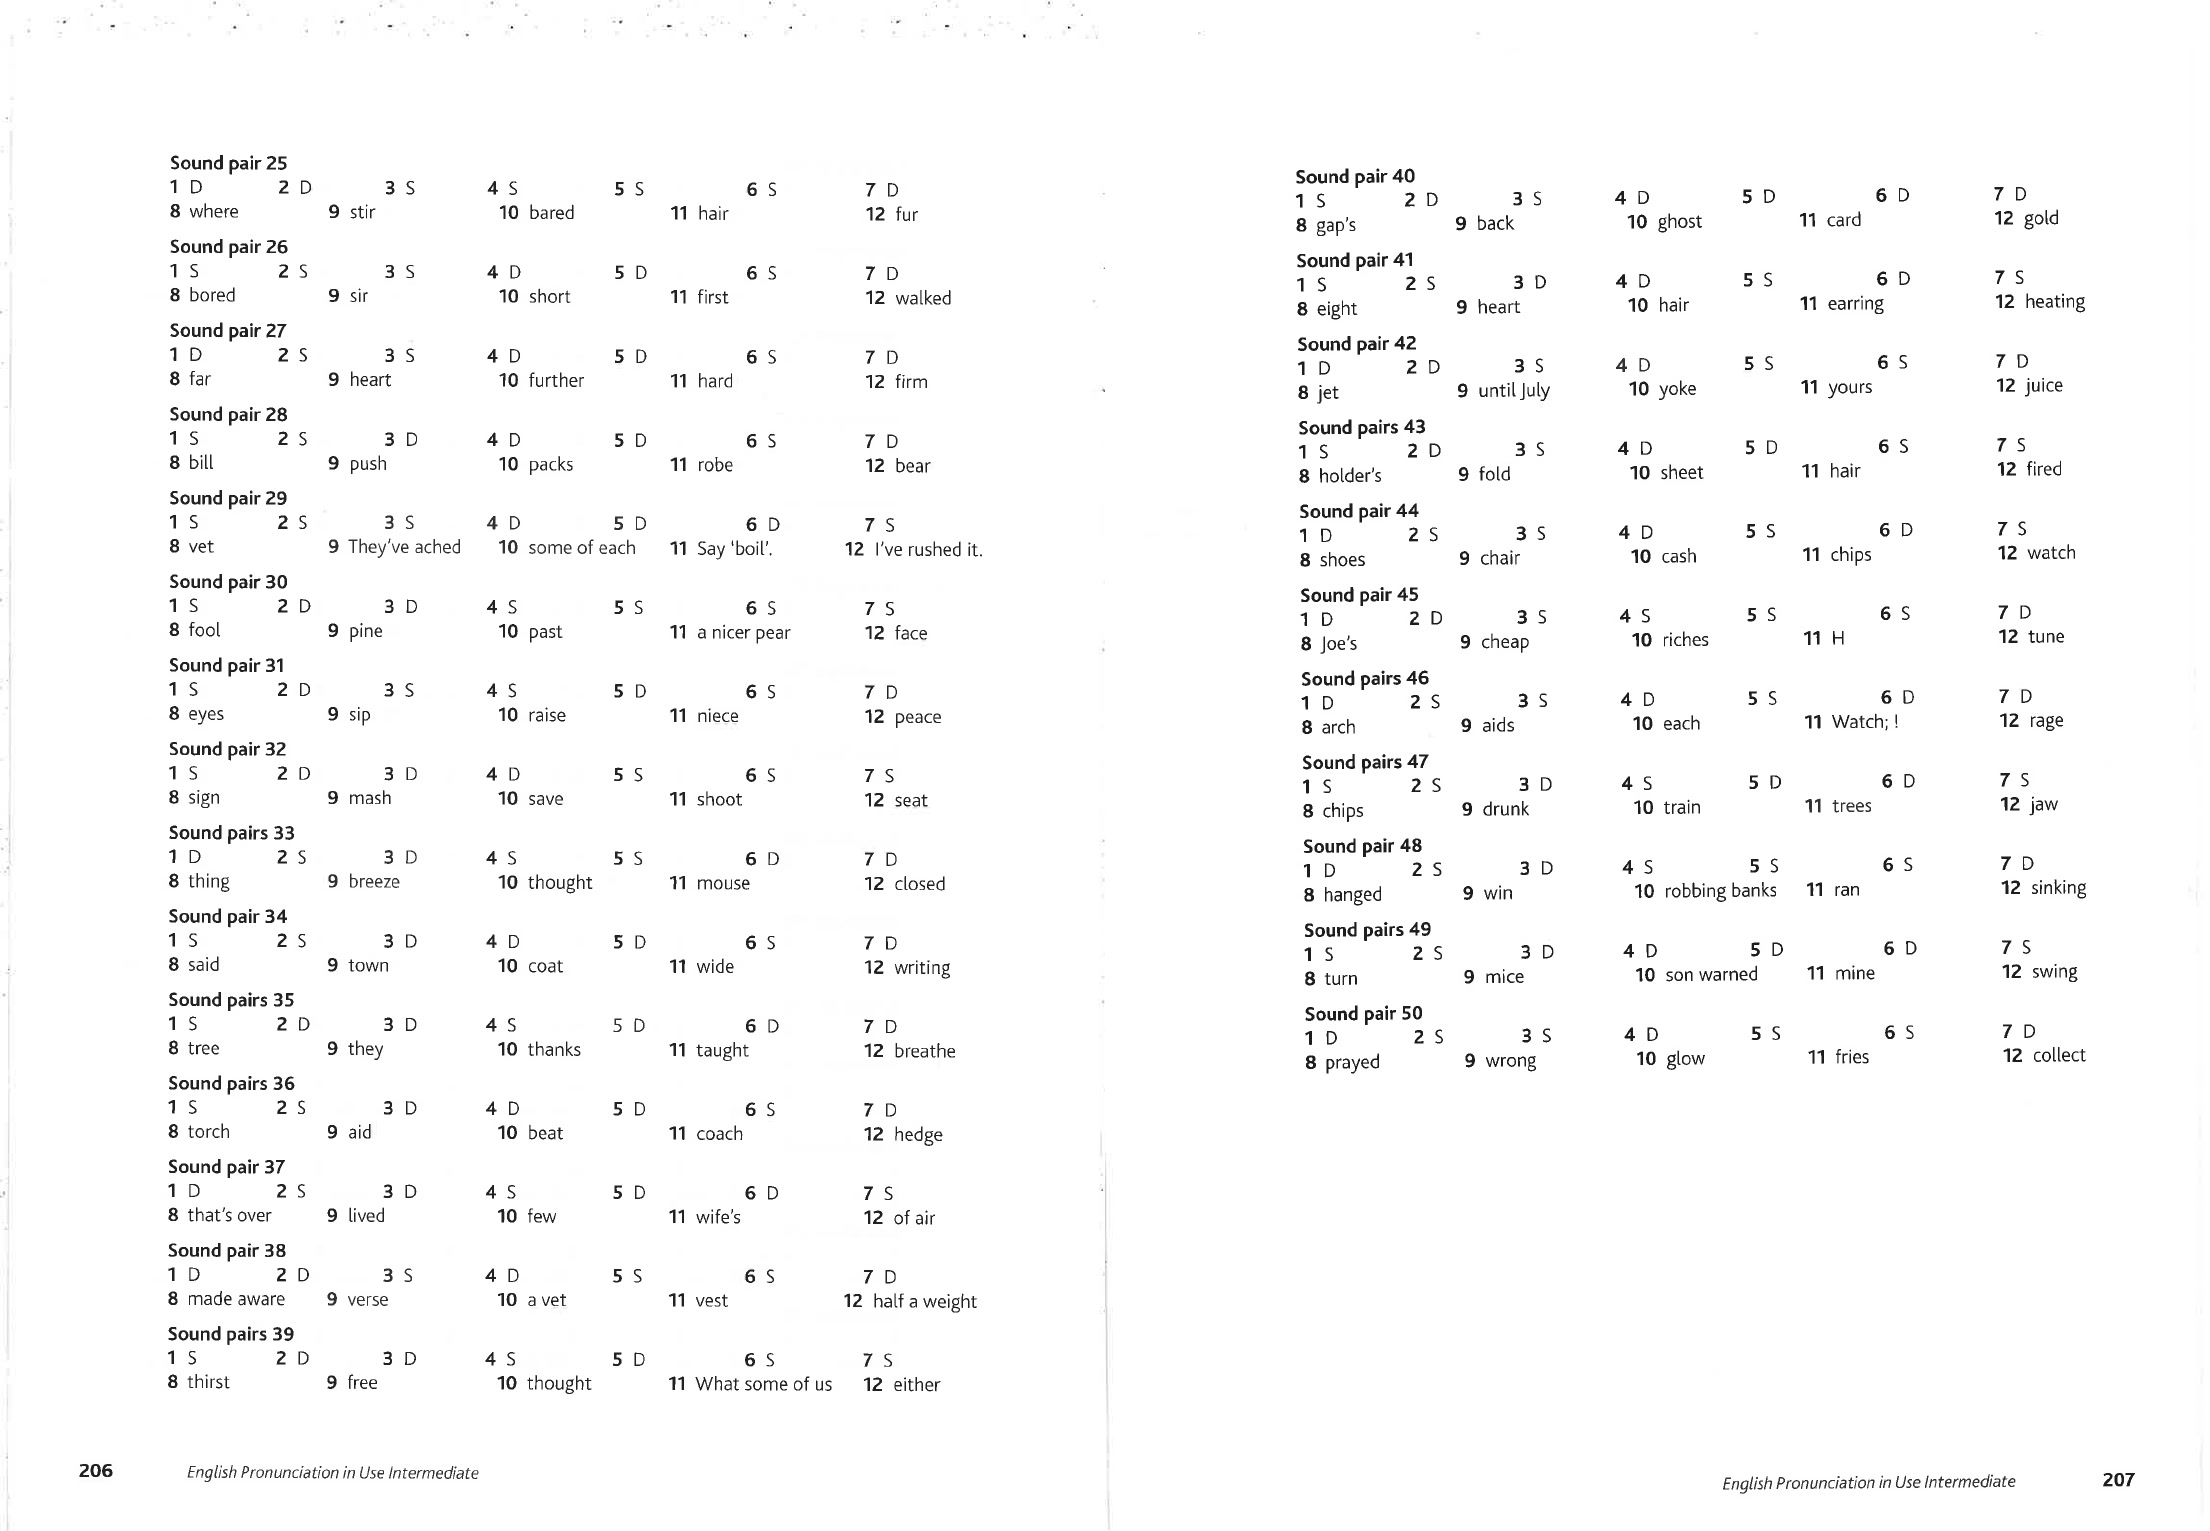 Sound pair 25
1 D 2 D 3 S 4 S 5 S 6 S 7 D
8 where 9 stir 10 bared 11 hair 12 fur
Sound pair 26
1 S 2 S 3 S 4 D 5 D 6 S 7 D
8 bored 9 sir 10 short 11 first 12 walked
Sound pair 27
1 D 2 S 3 S 4 D 5 D 6 S 7 D
8 far 9 heart 10 further 11 hard 12 firm
Sound pair 28
1 S 2 S 3 D 4 D 5 D 6 S 7 D
8 bill 9 push 10 packs 11 robe 12 bear
Sound pair 29
1 S 2 S 3 S 4 D 5 D 6 D 7 S
8 vet 9 They've ached 10 some of each 11 Say 'boil'. 12 I've rushed it.
Sound pair 30
1 S 2 D 3 D 4 S 5 S 6 S 7 S
8 fool 9 pine 10 past 11 a nicer pear 12 face
Sound pair 31
1 S 2 D 3 S 4 S 5 D 6 S 7 D
8 eyes 9 sip 10 raise 11 niece 12 peace
Sound pair 32
1 S 2 D 3 D 4 D 5 S 6 S 7 S
8 sign 9 mash 10 save 11 shoot 12 seat
Sound pairs 33
1 D 2 S 3 D 4 S 5 S 6 D 7 D
8 thing 9 breeze 10 thought 11 mouse 12 closed
Sound pair 34
1 S 2 S 3 D 4 D 5 D 6 S 7 D
8 said 9 town 10 coat 11 wide 12 writing
Sound pairs 35
1 S 2 D 3 D 4 S 5 D 6 D 7 D
8 tree 9 they 10 thanks 11 taught 12 breathe
Sound pairs 36
1 S 2 S 3 D 4 D 5 D 6 S 7 D
8 torch 9 aid 10 beat 11 coach 12 hedge
Sound pair 37
1 D 2 S 3 D 4 S 5 D 6 D 7 S
8 that's over 9 lived 10 few 11 wife's 12 of air
Sound pair 38
1 D 2 D 3 S 4 D 5 S 6 S 7 D
8 made aware 9 verse 10 a vet 11 vest 12 half a weight
Sound pairs 39
1 S 2 D 3 D 4 S 5 D 6 S 7 S
8 thirst 9 free 10 thought 11 What some of us 12 either
206 English Pronunciation in Use Intermediate
Sound pair 40
1 S 2 D 3 S 4 D 5 D 6 D 7 D
8 gap's 9 back 10 ghost 11 card 12 gold
Sound pair 41
1 S 2 S 3 D 4 D 5 S 6 D 7 S
8 eight 9 heart 10 hair 11 earring 12 heating
Sound pair 42
1 D 2 D 3 S 4 D 5 S 6 S 7 D
8 jet 9 until July 10 yoke 11 yours 12 juice
Sound pairs 43
1 S 2 D 3 S 4 D 5 D 6 S 7 S
8 holder's 9 fold 10 sheet 11 hair 12 fired
Sound pair 44
1 D 2 S 3 S 4 D 5 S 6 D 7 S
8 shoes 9 chair 10 cash 11 chips 12 watch
Sound pair 45
1 D 2 D 3 S 4 S 5 S 6 S 7 D
8 Joe's 9 cheap 10 riches 11 H 12 tune
Sound pairs 46
1 D 2 S 3 S 4 D 5 S 6 D 7 D
8 arch 9 aids 10 each 11 Watch; ! 12 rage
Sound pairs 47
1 S 2 S 3 D 4 S 5 D 6 D 7 S
8 chips 9 drunk 10 train 11 trees 12 jaw
Sound pair 48
1 D 2 S 3 D 4 S 5 S 6 S 7 D
8 hanged 9 win 10 robbing banks 11 ran 12 sinking
Sound pairs 49
1 S 2 S 3 D 4 D 5 D 6 D 7 S
8 turn 9 mice 10 son warned 11 mine 12 swing
Sound pair 50
1 D 2 S 3 S 4 D 5 S 6 S 7 D
8 prayed 9 wrong 10 glow 11 fries 12 collect
English Pronunciation in Use Intermediate 207